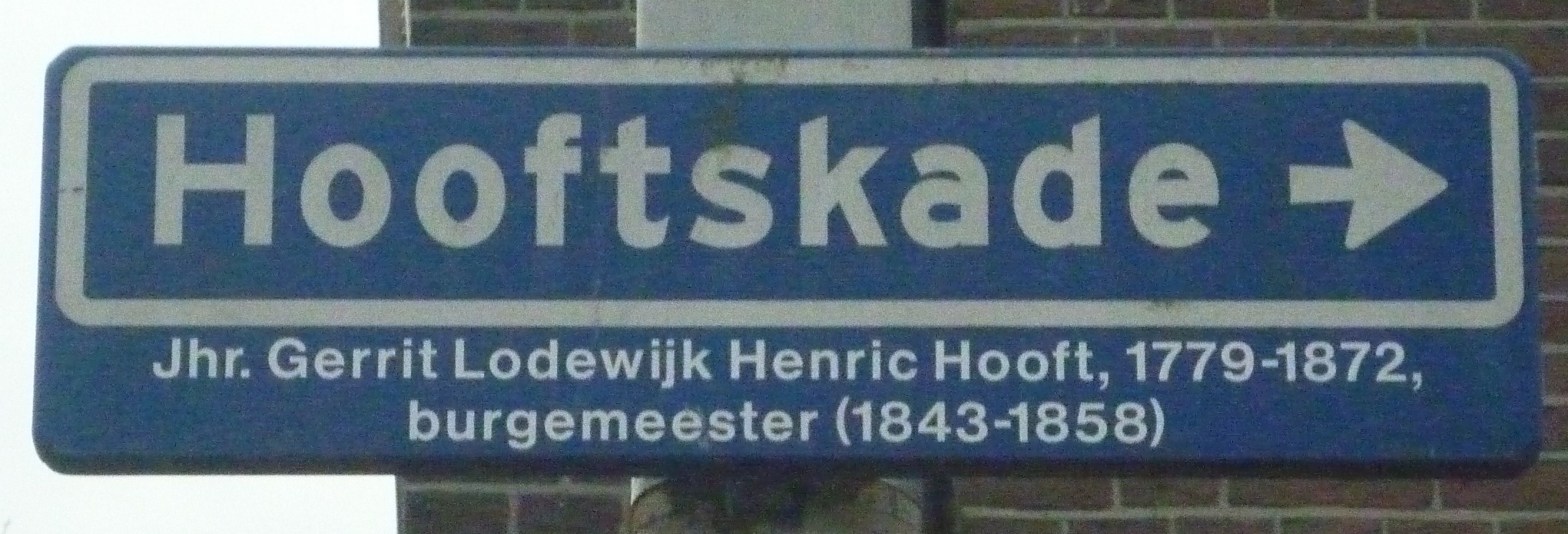 Hooftskade
Jhr. Gerrit Lodewijk Henric Hooft, 1779-1872,
burgemeester (1843-1858)